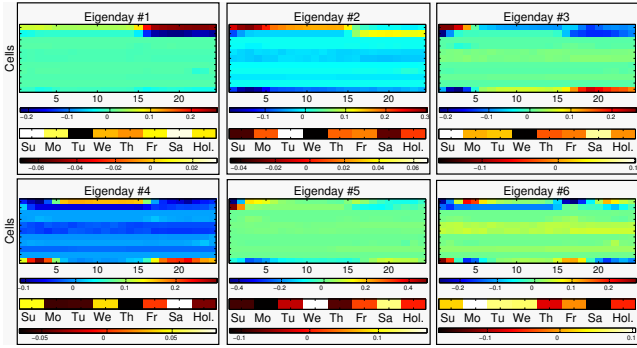 Eigenday #1 Eigenday #2 Eigenday #3
Cells
5 10 15 20 5 10 15 20 5 10 15 20
-0.2 -0.1 0 0.1 0.2 -0.1 0 0.1 0.2 0.3 -0.2 -0.1 0 0.1 0.2
Su Mo Tu We Th Fr Sa Hol. Su Mo Tu We Th Fr Sa Hol. Su Mo Tu We Th Fr Sa Hol.
-0.06 -0.04 -0.02 0 0.02 -0.04 -0.02 0 0.02 0.04 0.06 -0.1 0 0.1
Eigenday #4 Eigenday #5 Eigenday #6
Cells
5 10 15 20 5 10 15 20 5 10 15 20
-0.1 0 0.1 0.2 -0.4 -0.2 0 0.2 0.4 -0.2 -0.1 0 0.1 0.2
Su Mo Tu We Th Fr Sa Hol. Su Mo Tu We Th Fr Sa Hol. Su Mo Tu We Th Fr Sa Hol.
-0.05 0 0.05 -0.1 0 0.1 -0.1 0 0.1